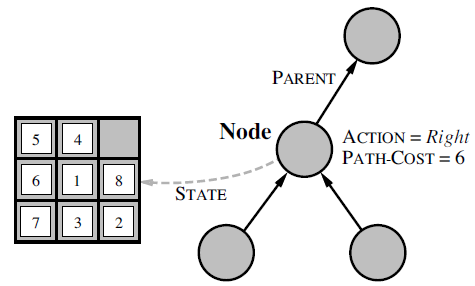 PARENT
Node
ACTION = Right
PATH-COST = 6
STATE
5 4
6 1 8
7 3 2